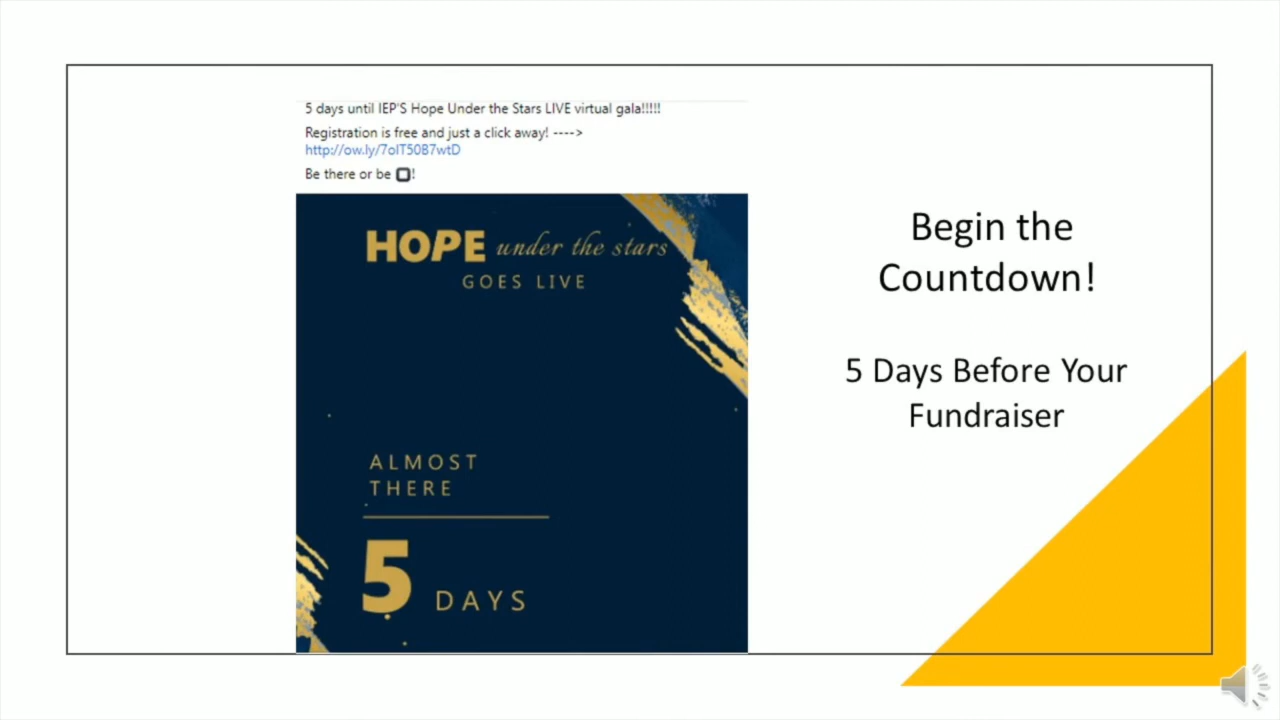 5 days until IEP'S Hope Under the Stars LIVE virtual gala!!!!!
Registration is free and just a click away! ---->
http://ow.ly/7oIT50B7wtD
Be there or be 🔲!
HOPE under the stars
GOES LIVE
ALMOST
THERE
5 DAYS
Begin the
Countdown!
5 Days Before Your
Fundraiser